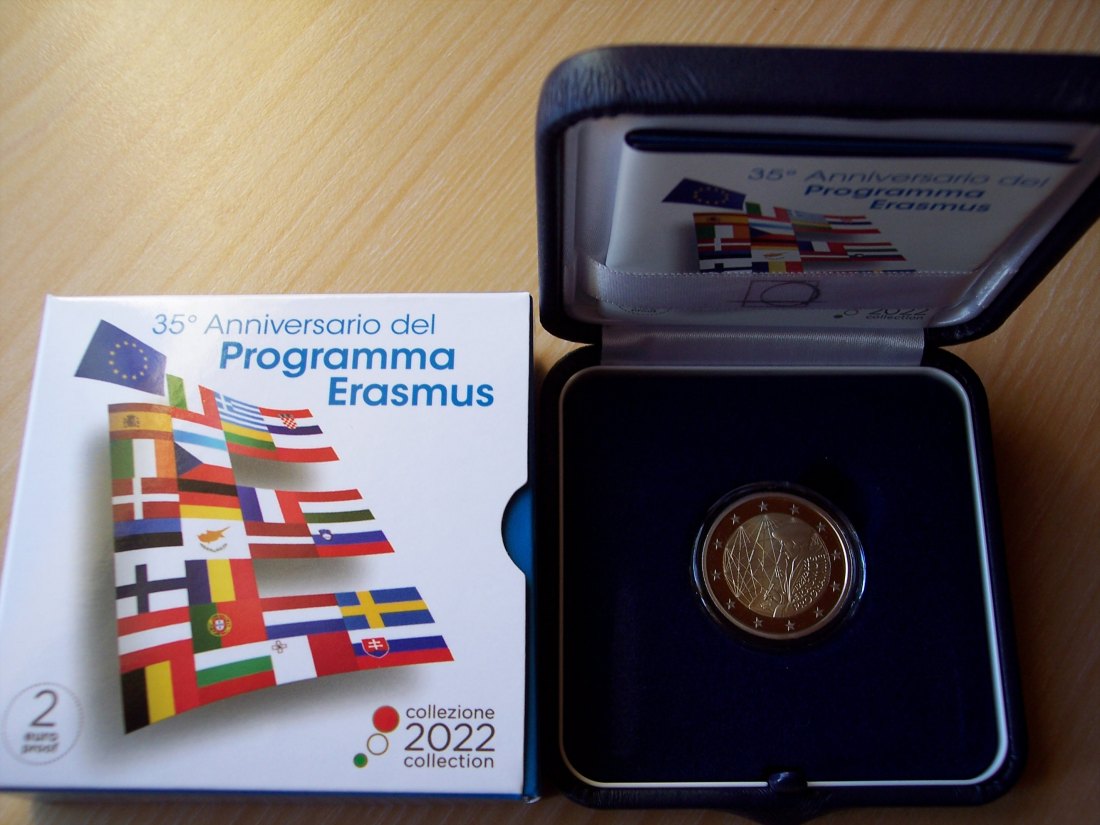 35° Anniversario del
Programma
Erasmus
2
euro
proof
collezione
2022
collection
35° Anniversario del
Programma
Erasmus
2022
collection